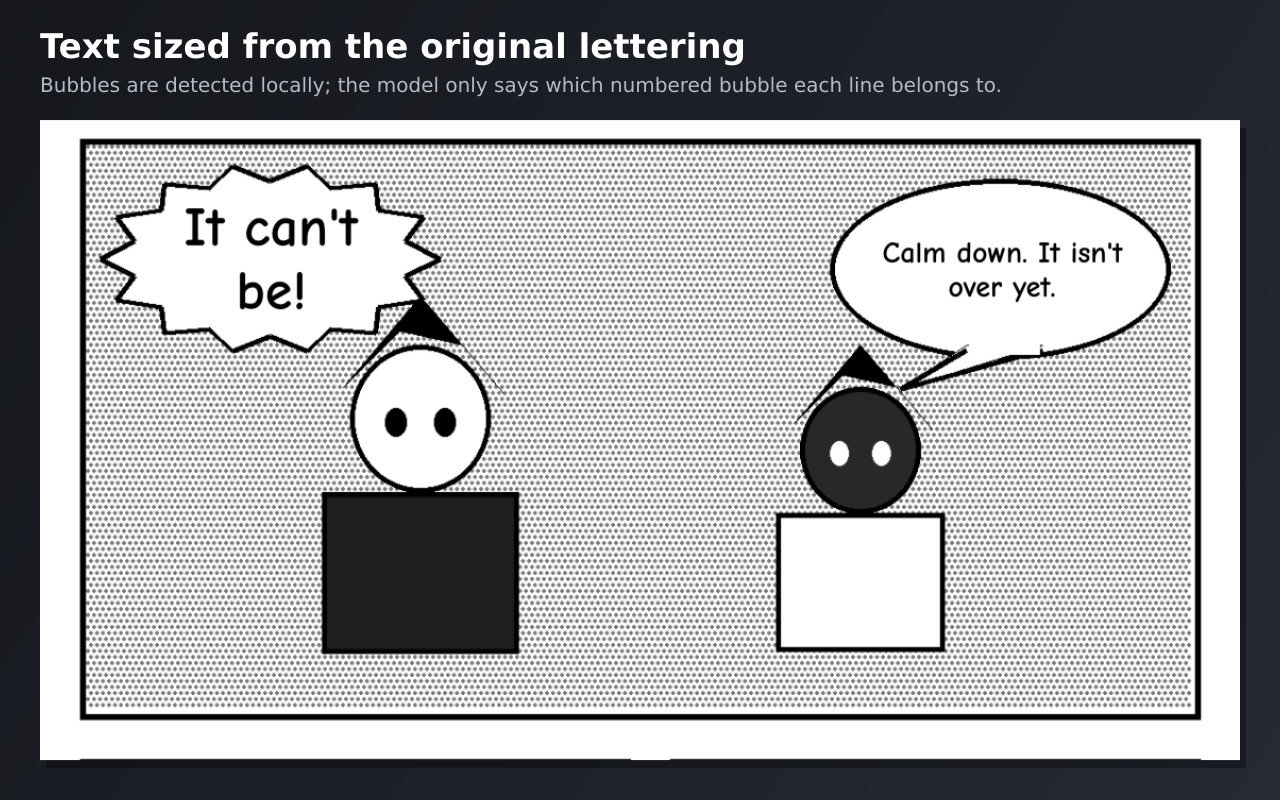 Text sized from the original lettering
Bubbles are detected locally; the model only says which numbered bubble each line belongs to.
It can't
be!
Calm down. It isn't
over yet.